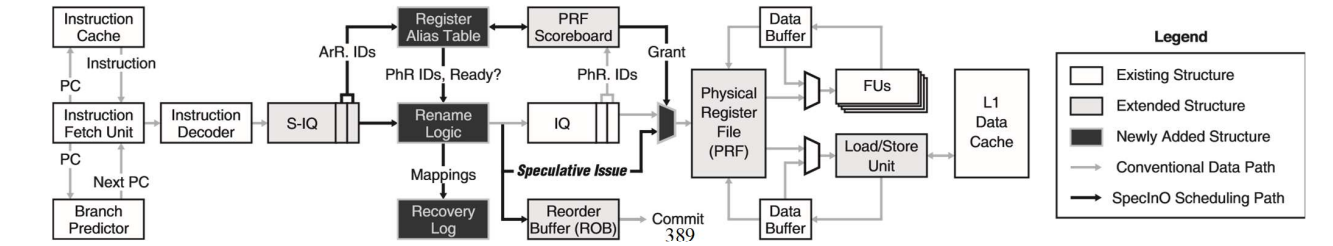 Instruction
Cache
PC
Instruction
Instruction
Fetch Unit
PC
Next PC
Branch
Predictor
Instruction
Decoder
S-IQ
ArR. IDs
Register
Alias Table
PhR IDs, Ready?
Rename
Logic
Mappings
Recovery
Log
PRF
Scoreboard
PhR. IDs
IQ
Grant
Speculative Issue
Reorder
Buffer (ROB)
Commit
389
Physical
Register
File
(PRF)
Data
Buffer
FUs
Load/Store
Unit
Data
Buffer
L1
Data
Cache
Legend
Existing Structure
Extended Structure
Newly Added Structure
Conventional Data Path
SpecInO Scheduling Path